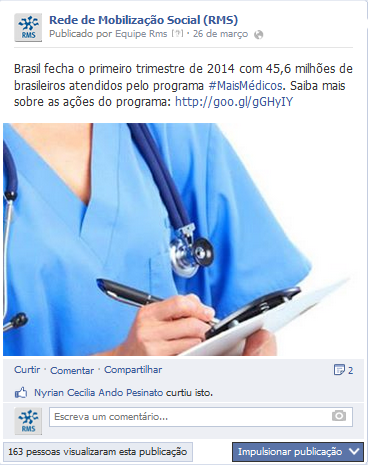 RMS
Rede de Mobilização Social (RMS)
Publicado por Equipe Rms [?] · 26 de março
Brasil fecha o primeiro trimestre de 2014 com 45,6 milhões de
brasileiros atendidos pelo programa #MaisMédicos. Saiba mais
sobre as ações do programa: http://goo.gl/gGHyIY
Curtir · Comentar · Compartilhar 2
Nyrian Cecilia Ando Pesinato curtiu isto.
RMS
Escreva um comentário...
163 pessoas visualizaram esta publicação
Impulsionar publicação